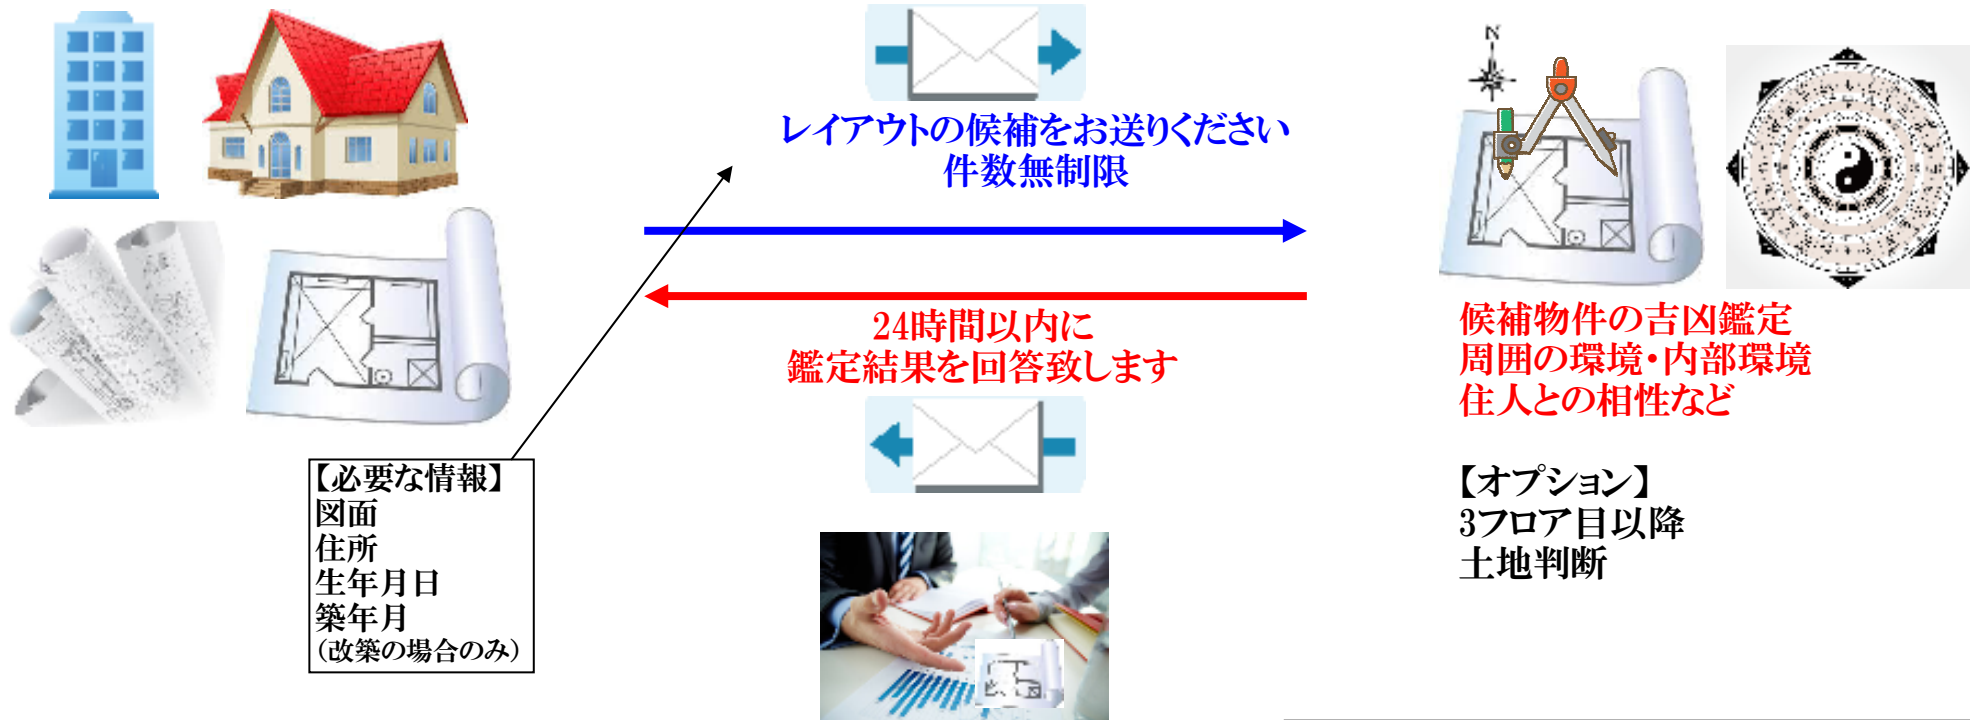 レイアウトの候補をお送りください
件数無制限
24時間以内に
鑑定結果を回答致します
【必要な情報】
図面
住所
生年月日
築年月
（改築の場合のみ）
N
候補物件の吉凶鑑定
周囲の環境・内部環境
住人との相性など
【オプション】
3フロア目以降
土地判断